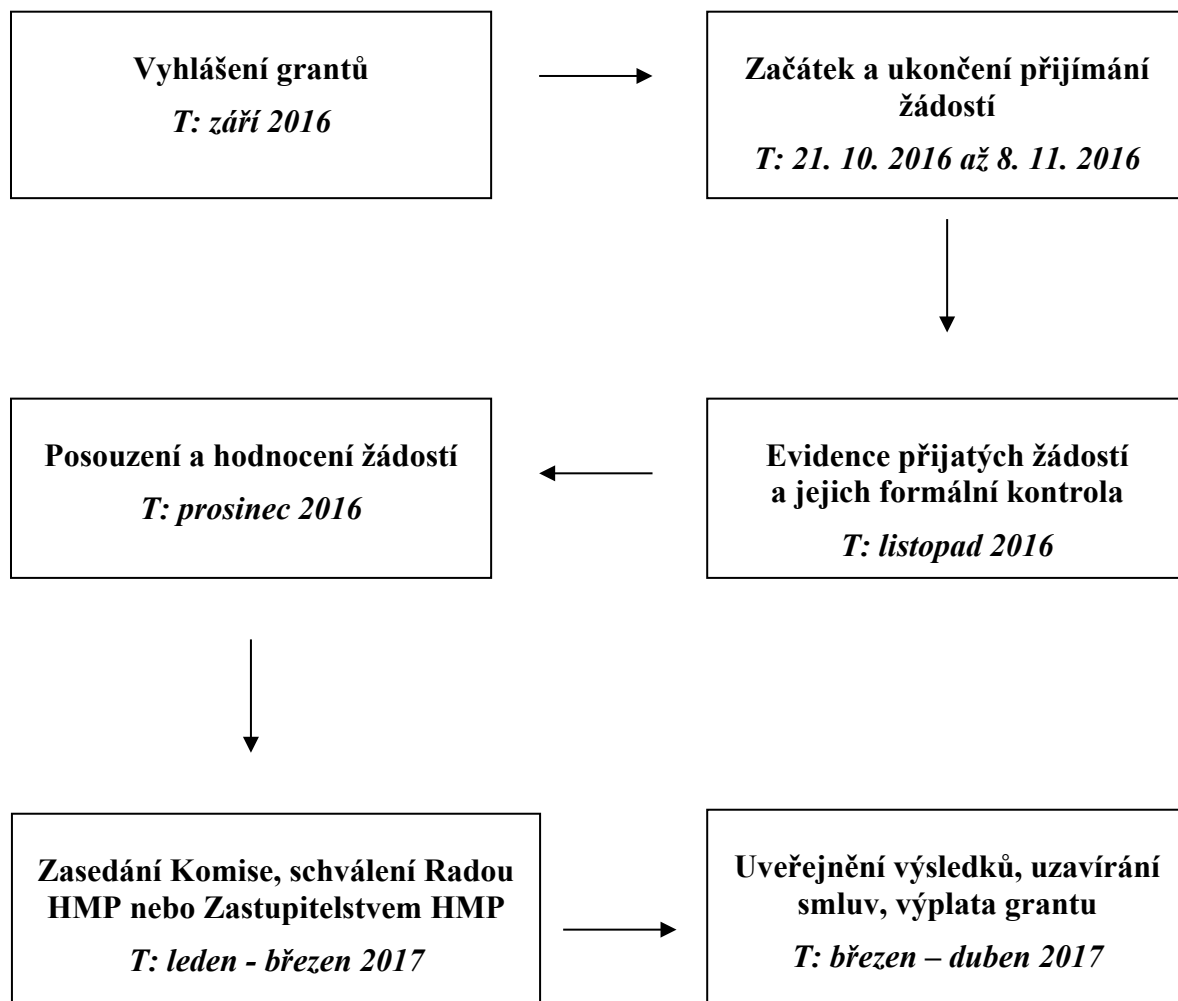 Vyhlášení grantů
T: září 2016
Začátek a ukončení přijímání
žádostí
T: 21. 10. 2016 až 8. 11. 2016
Posouzení a hodnocení žádostí
T: prosinec 2016
Evidence přijatých žádostí
a jejich formální kontrola
T: listopad 2016
Zasedání Komise, schválení Radou
HMP nebo Zastupitelstvem HMP
T: leden - březen 2017
Uveřejnění výsledků, uzavírání
smluv, výplata grantu
T: březen – duben 2017